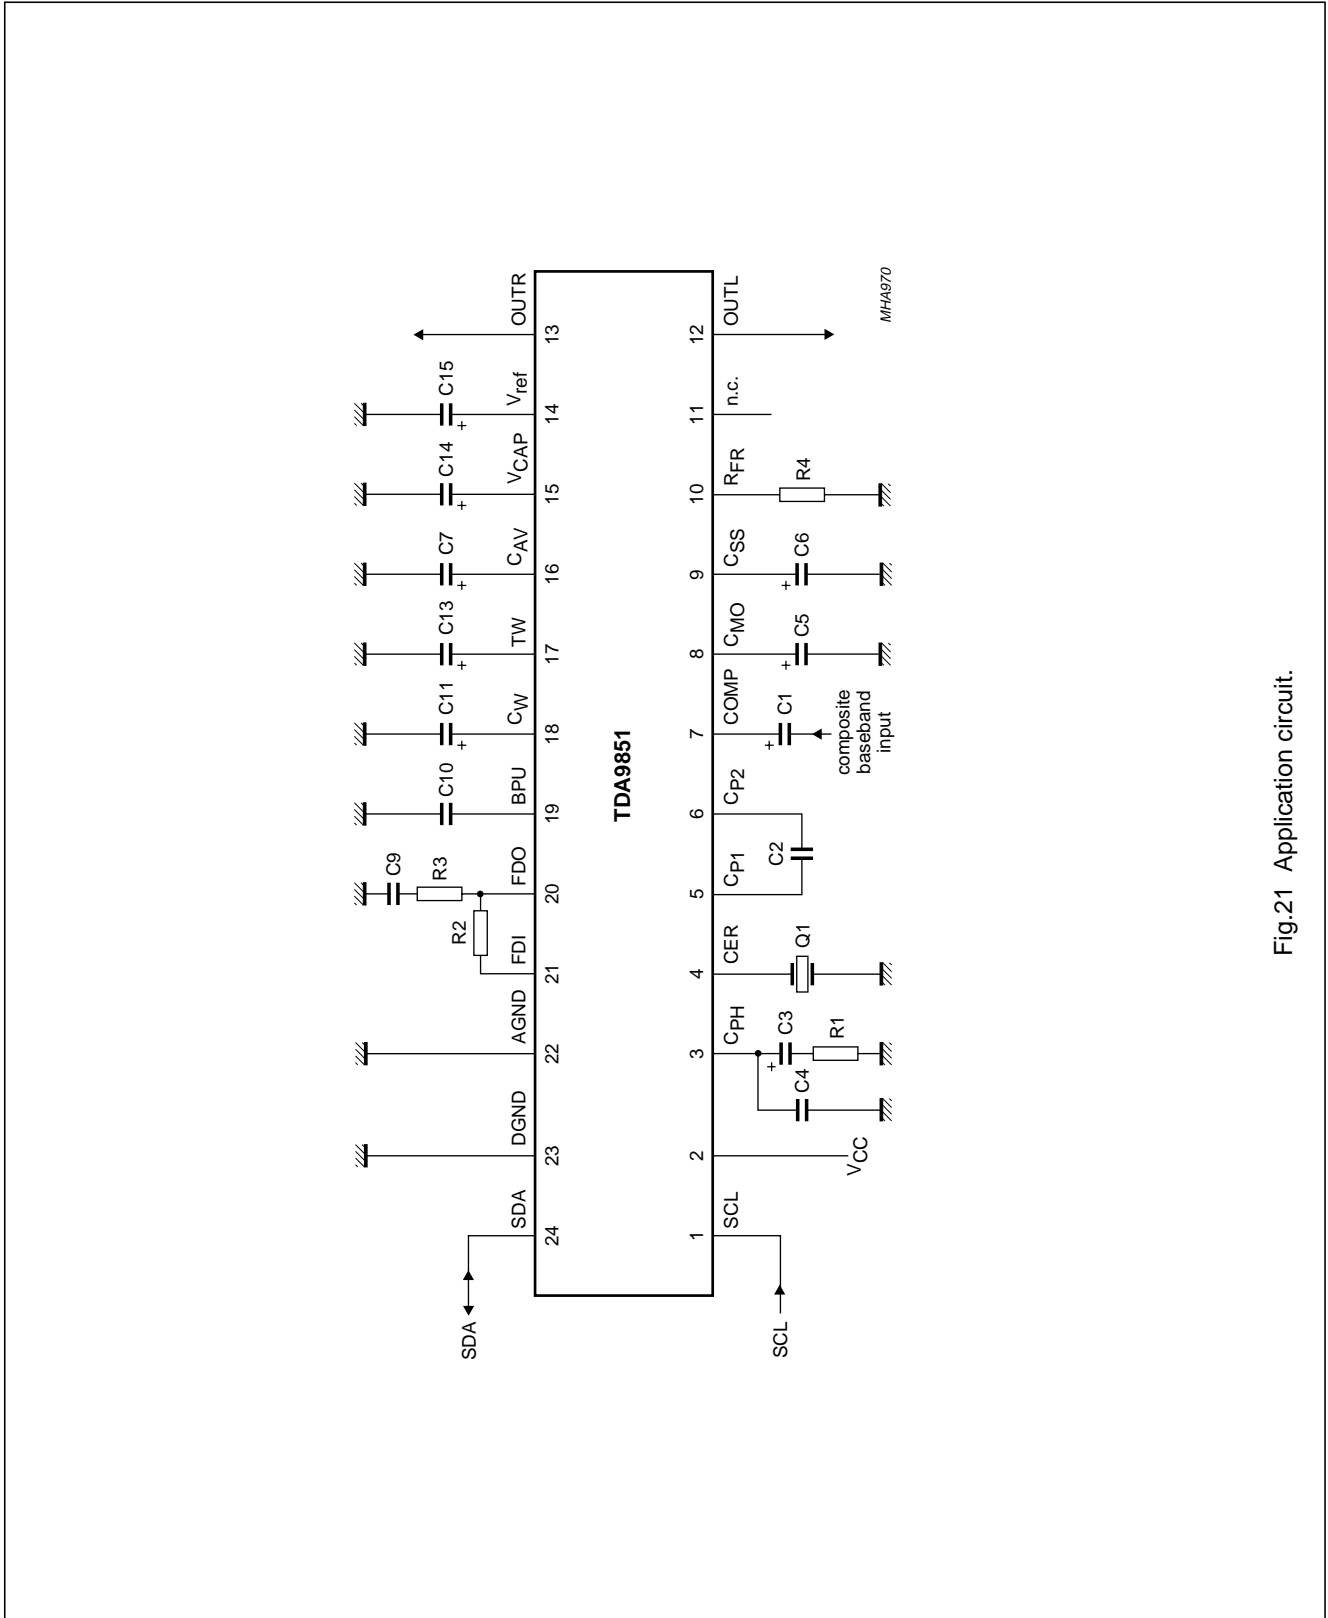 SDA
C9
C10
C11
C13
C7
C14
C15
R3
R2
SDA
DGND
AGND
FDI
FDO
BPU
CW
TW
CAV
VCAP
Vref
OUTR
24
23
22
21
20
19
18
17
16
15
14
13
TDA9851
1
2
3
4
5
6
7
8
9
10
11
12
SCL
CPH
CER
CP1
CP2
COMP
CMO
CSS
RFR
n.c.
OUTL
SCL
VCC
C4
C3
R1
Q1
C2
C1
C5
C6
R4
composite
baseband
input
MHA970
Fig.21 Application circuit.